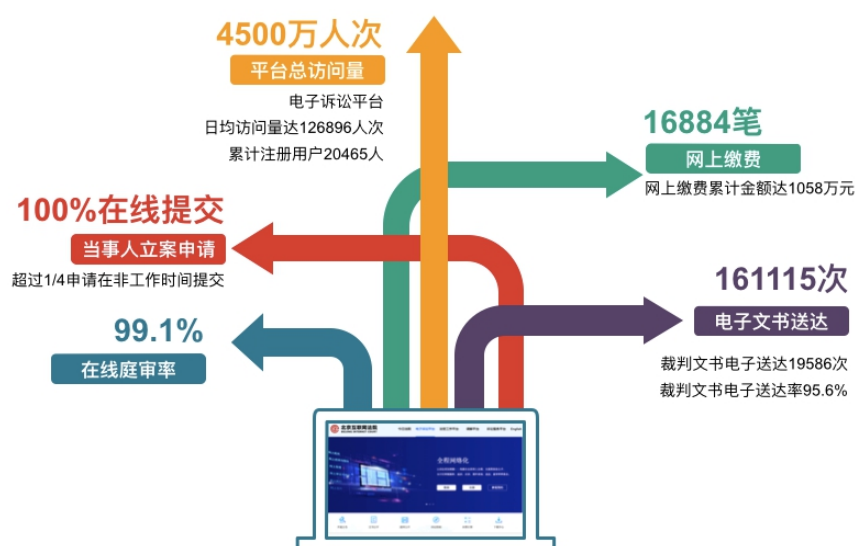 4500万人次
平台总访问量
电子诉讼平台
日均访问量达126896人次
累计注册用户20465人
16884笔
网上缴费
网上缴费累计金额达1058万元
100%在线提交
当事人立案申请
超过1/4申请在非工作时间提交
161115次
电子文书送达
裁判文书电子送达19586次
裁判文书电子送达率95.6%
99.1%
在线庭审率
北京互联网法院
全程网络化